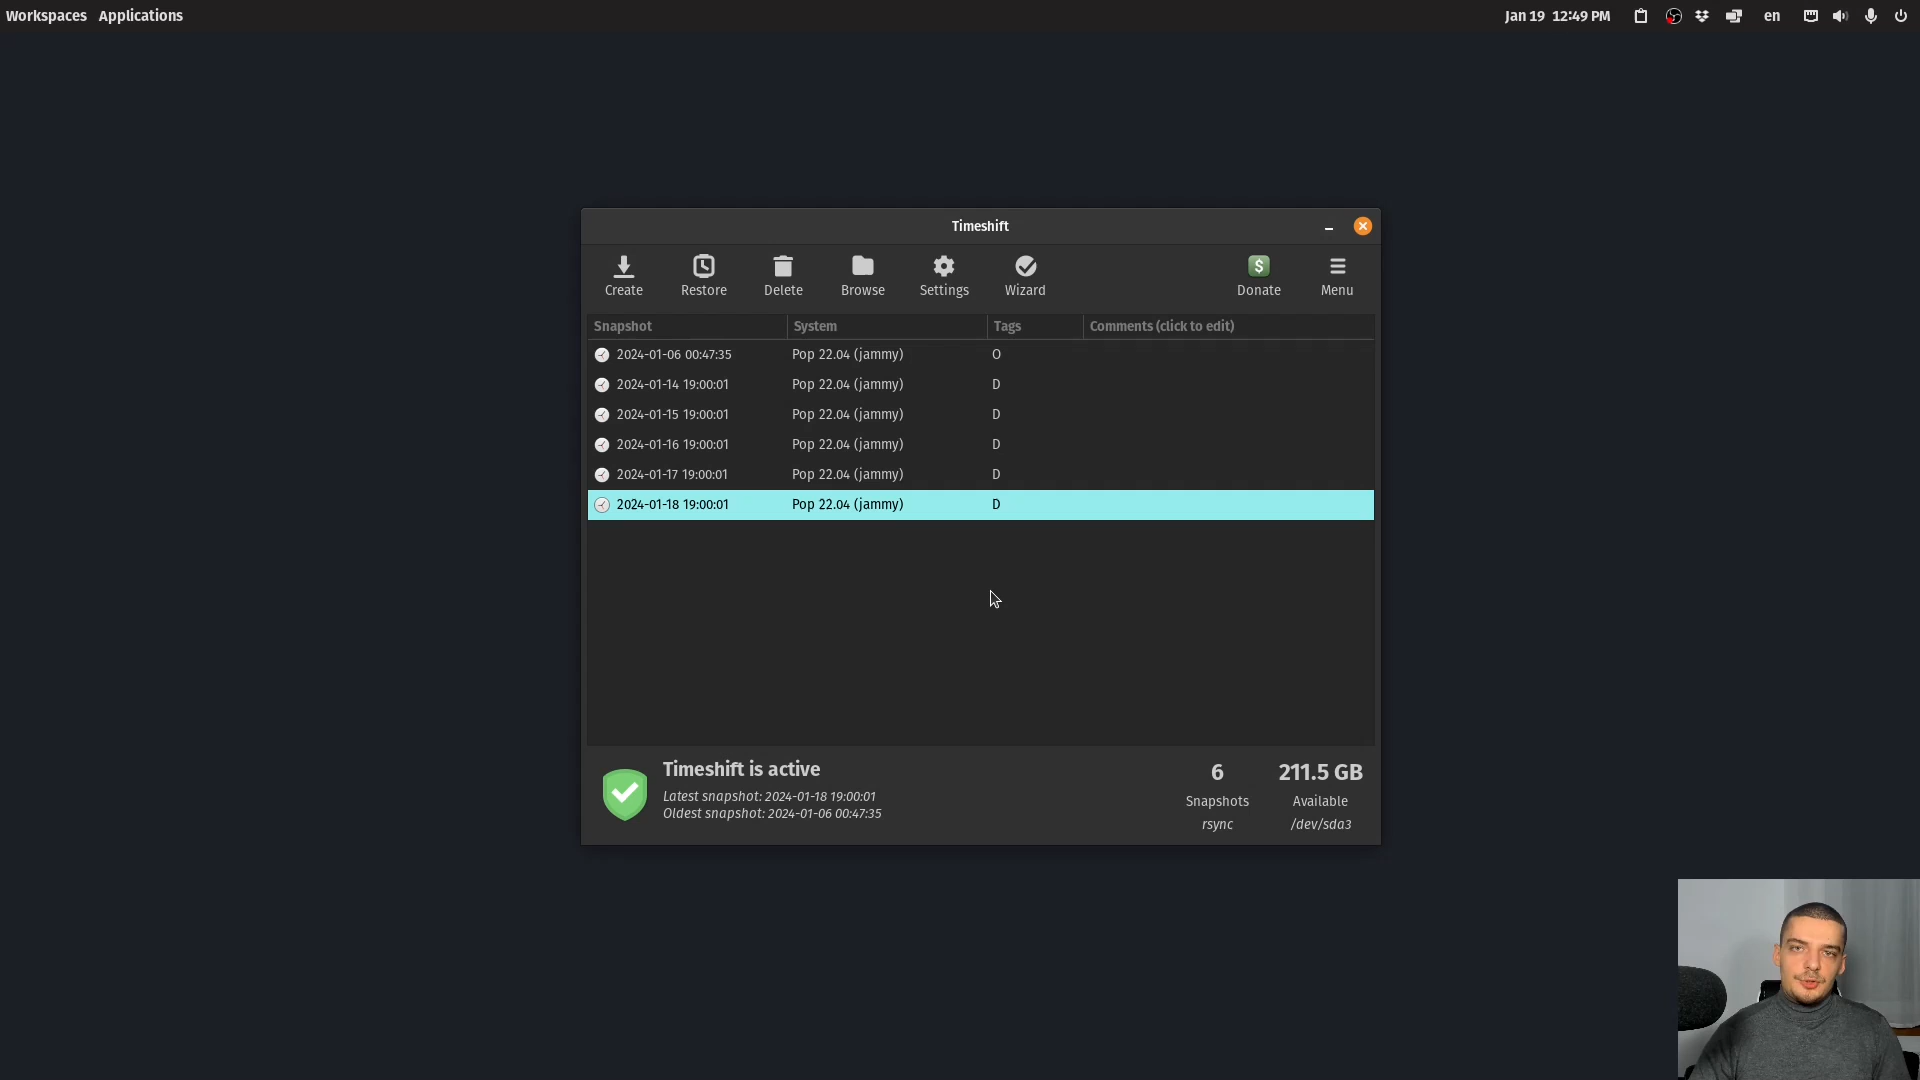 Workspaces Applications Jan 19 12:49 PM en
Timeshift
Create Restore Delete Browse Settings Wizard $ Donate Menu
Snapshot System Tags Comments (click to edit)
2024-01-06 00:47:35 Pop 22.04 (jammy) O
2024-01-14 19:00:01 Pop 22.04 (jammy) D
2024-01-15 19:00:01 Pop 22.04 (jammy) D
2024-01-16 19:00:01 Pop 22.04 (jammy) D
2024-01-17 19:00:01 Pop 22.04 (jammy) D
2024-01-18 19:00:01 Pop 22.04 (jammy) D
Timeshift is active 6 211.5 GB
Latest snapshot: 2024-01-18 19:00:01 Snapshots Available
Oldest snapshot: 2024-01-06 00:47:35 rsync /dev/sda3